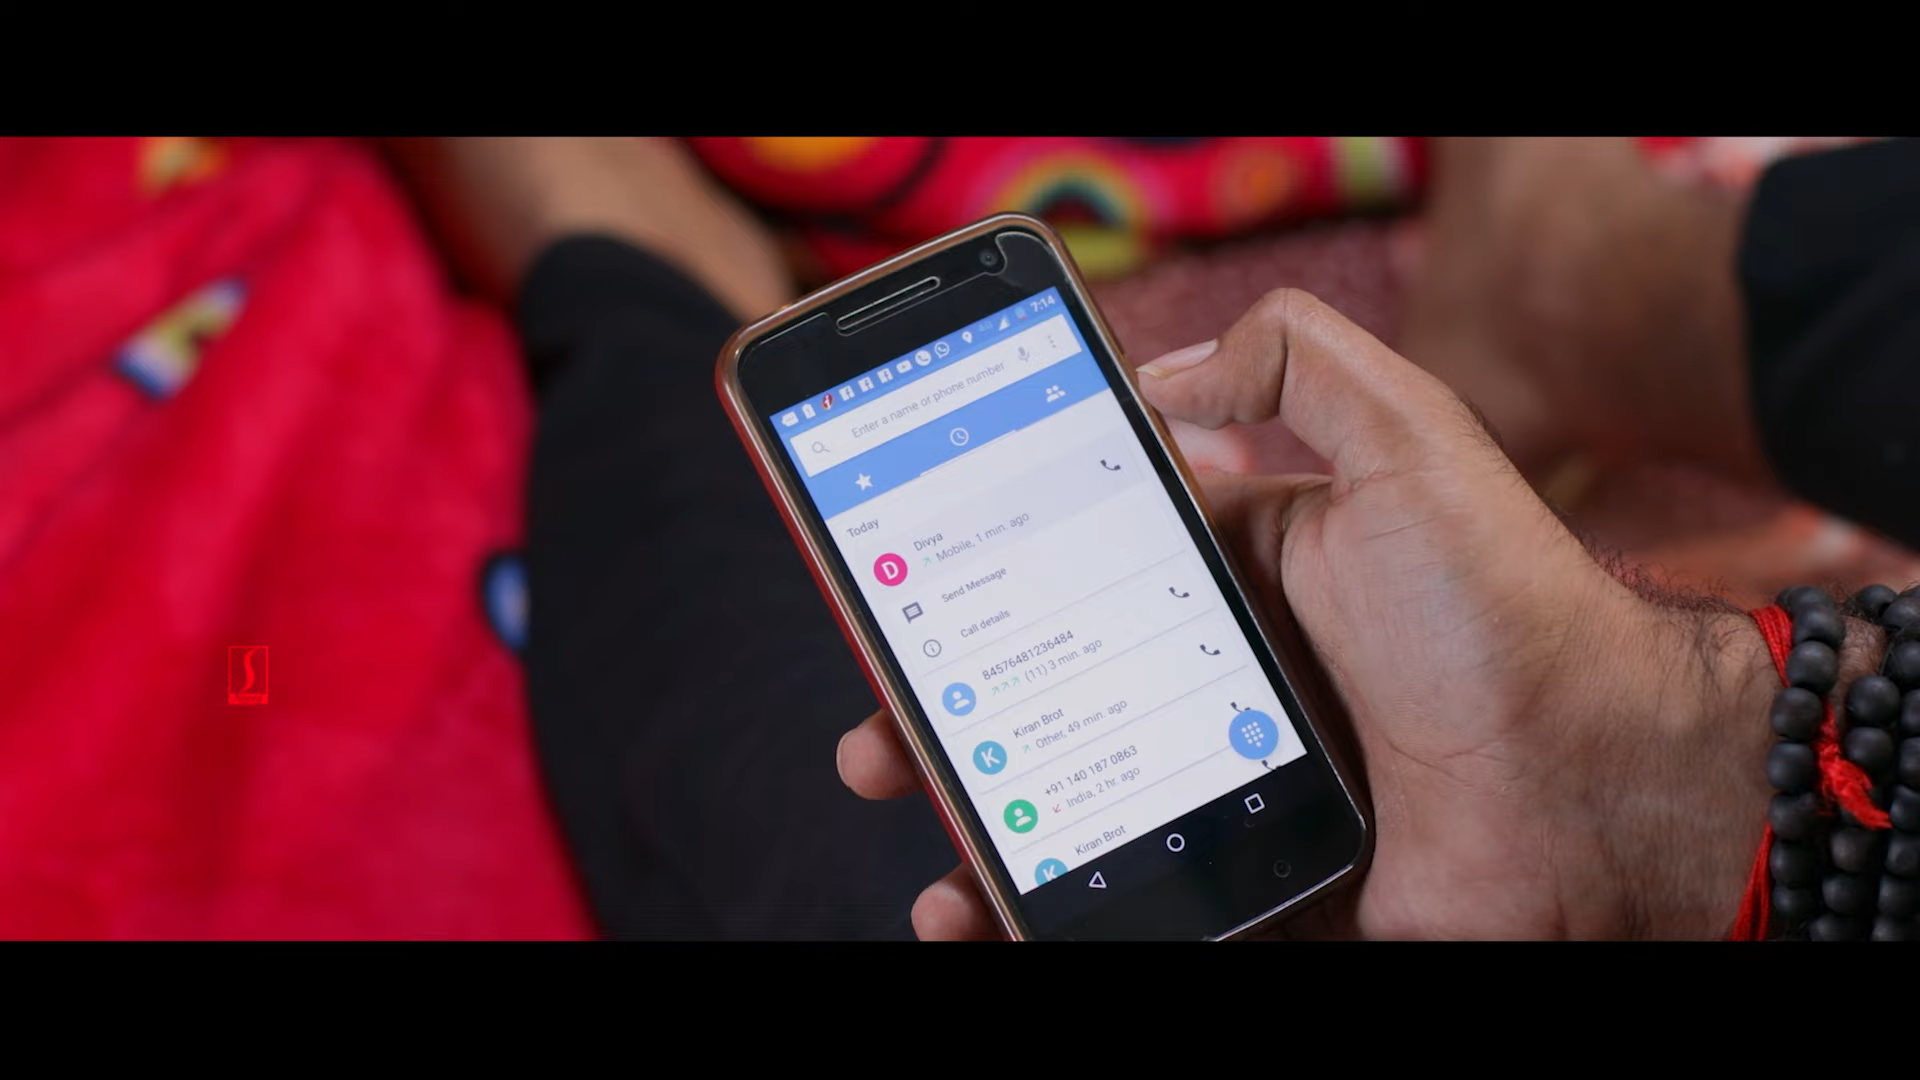 7:14
Enter a name or phone number
Today
D
Divya
Mobile, 1 min. ago
Send Message
Call details
84576481236484
(11) 3 min. ago
K
Kiran Brot
Other, 49 min. ago
+91 140 187 0863
India, 2 hr. ago
K
Kiran Brot